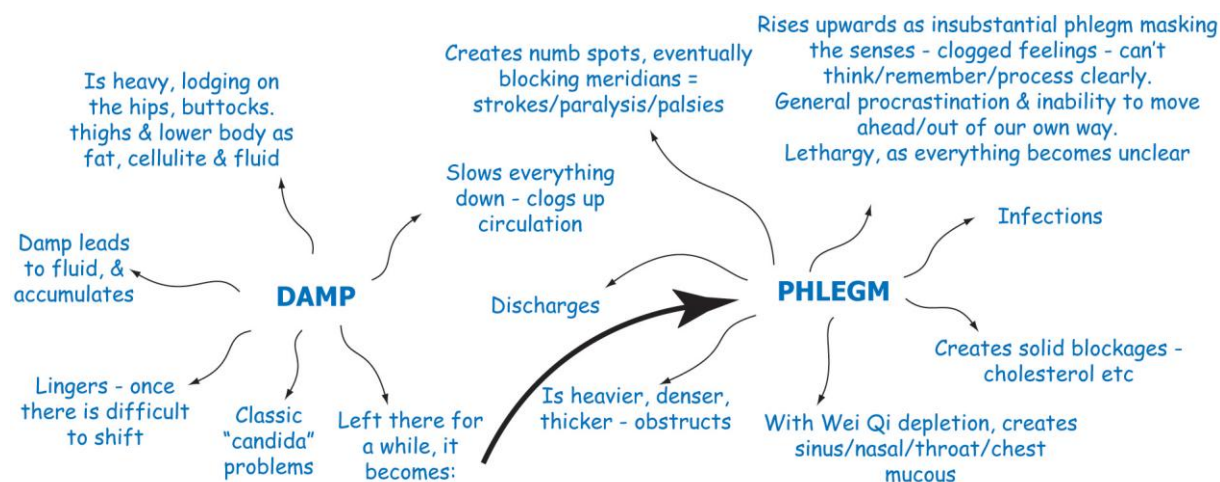 Is heavy, lodging on
the hips, buttocks.
thighs & lower body as
fat, cellulite & fluid
Slows everything
down - clogs up
circulation
Damp leads
to fluid, &
accumulates
DAMP
Lingers - once
there is difficult
to shift
Classic
“candida”
problems
Left there for
a while, it
becomes:
Creates numb spots, eventually
blocking meridians =
strokes/paralysis/palsies
Rises upwards as insubstantial phlegm masking
the senses - clogged feelings - can’t
think/remember/process clearly.
General procrastination & inability to move
ahead/out of our own way.
Lethargy, as everything becomes unclear
Infections
Discharges
PHLEGM
Creates solid blockages -
cholesterol etc
Is heavier, denser,
thicker - obstructs
With Wei Qi depletion, creates
sinus/nasal/throat/chest
mucous